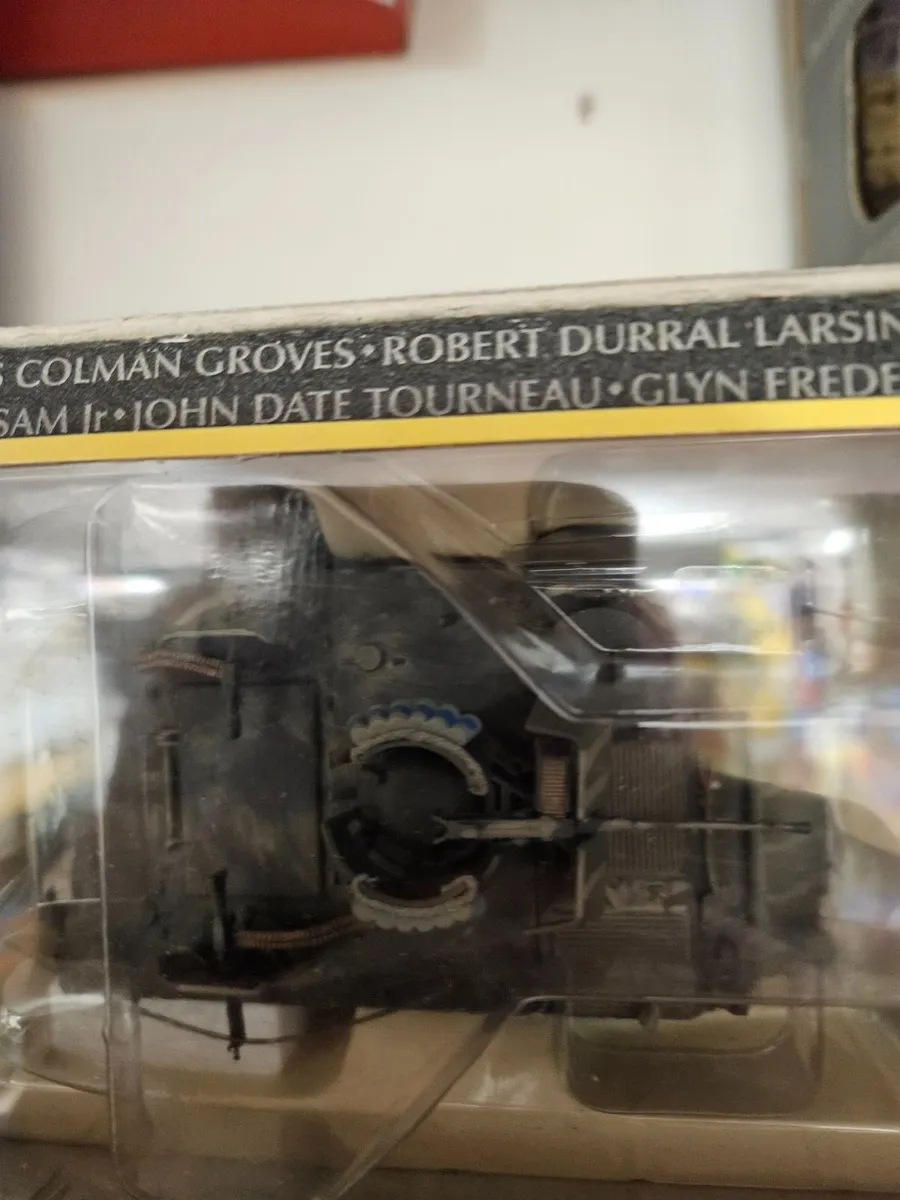 S COLMAN GROVES•ROBERT DURRAL LARSIN
SAM Jr•JOHN DATE TOURNEAU•GLYN FREDE